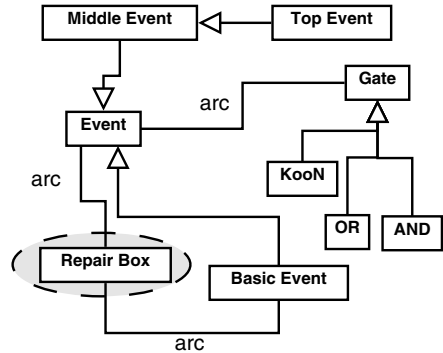 Middle Event
Top Event
Gate
arc
Event
KooN
arc
OR
AND
Repair Box
Basic Event
arc